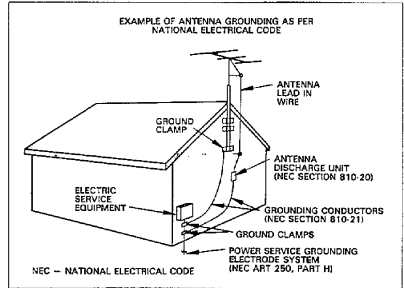 EXAMPLE OF ANTENNA GROUNDING AS PER
NATIONAL ELECTRICAL CODE
ANTENNA
LEAD IN
WIRE
GROUND
CLAMP
ANTENNA
DISCHARGE UNIT
(NEC SECTION 810-20)
ELECTRIC
SERVICE
EQUIPMENT
GROUNDING CONDUCTORS
(NEC SECTION 810-21)
GROUND CLAMPS
POWER SERVICE GROUNDING
ELECTRODE SYSTEM
(NEC ART 250, PART H)
NEC — NATIONAL ELECTRICAL CODE